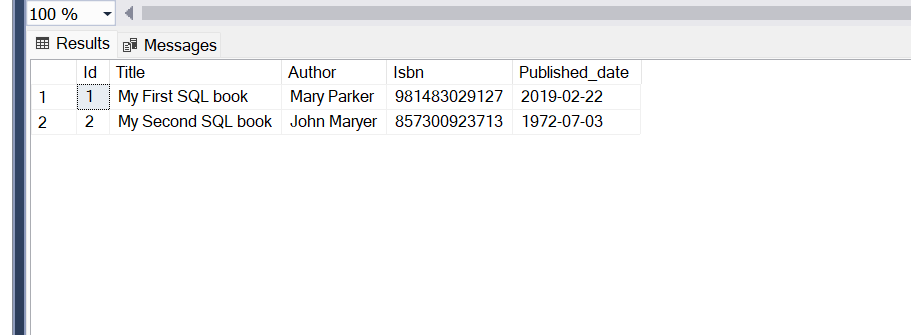 100 %
Results Messages
Id Title Author Isbn Published_date
1 1 My First SQL book Mary Parker 981483029127 2019-02-22
2 2 My Second SQL book John Maryer 857300923713 1972-07-03